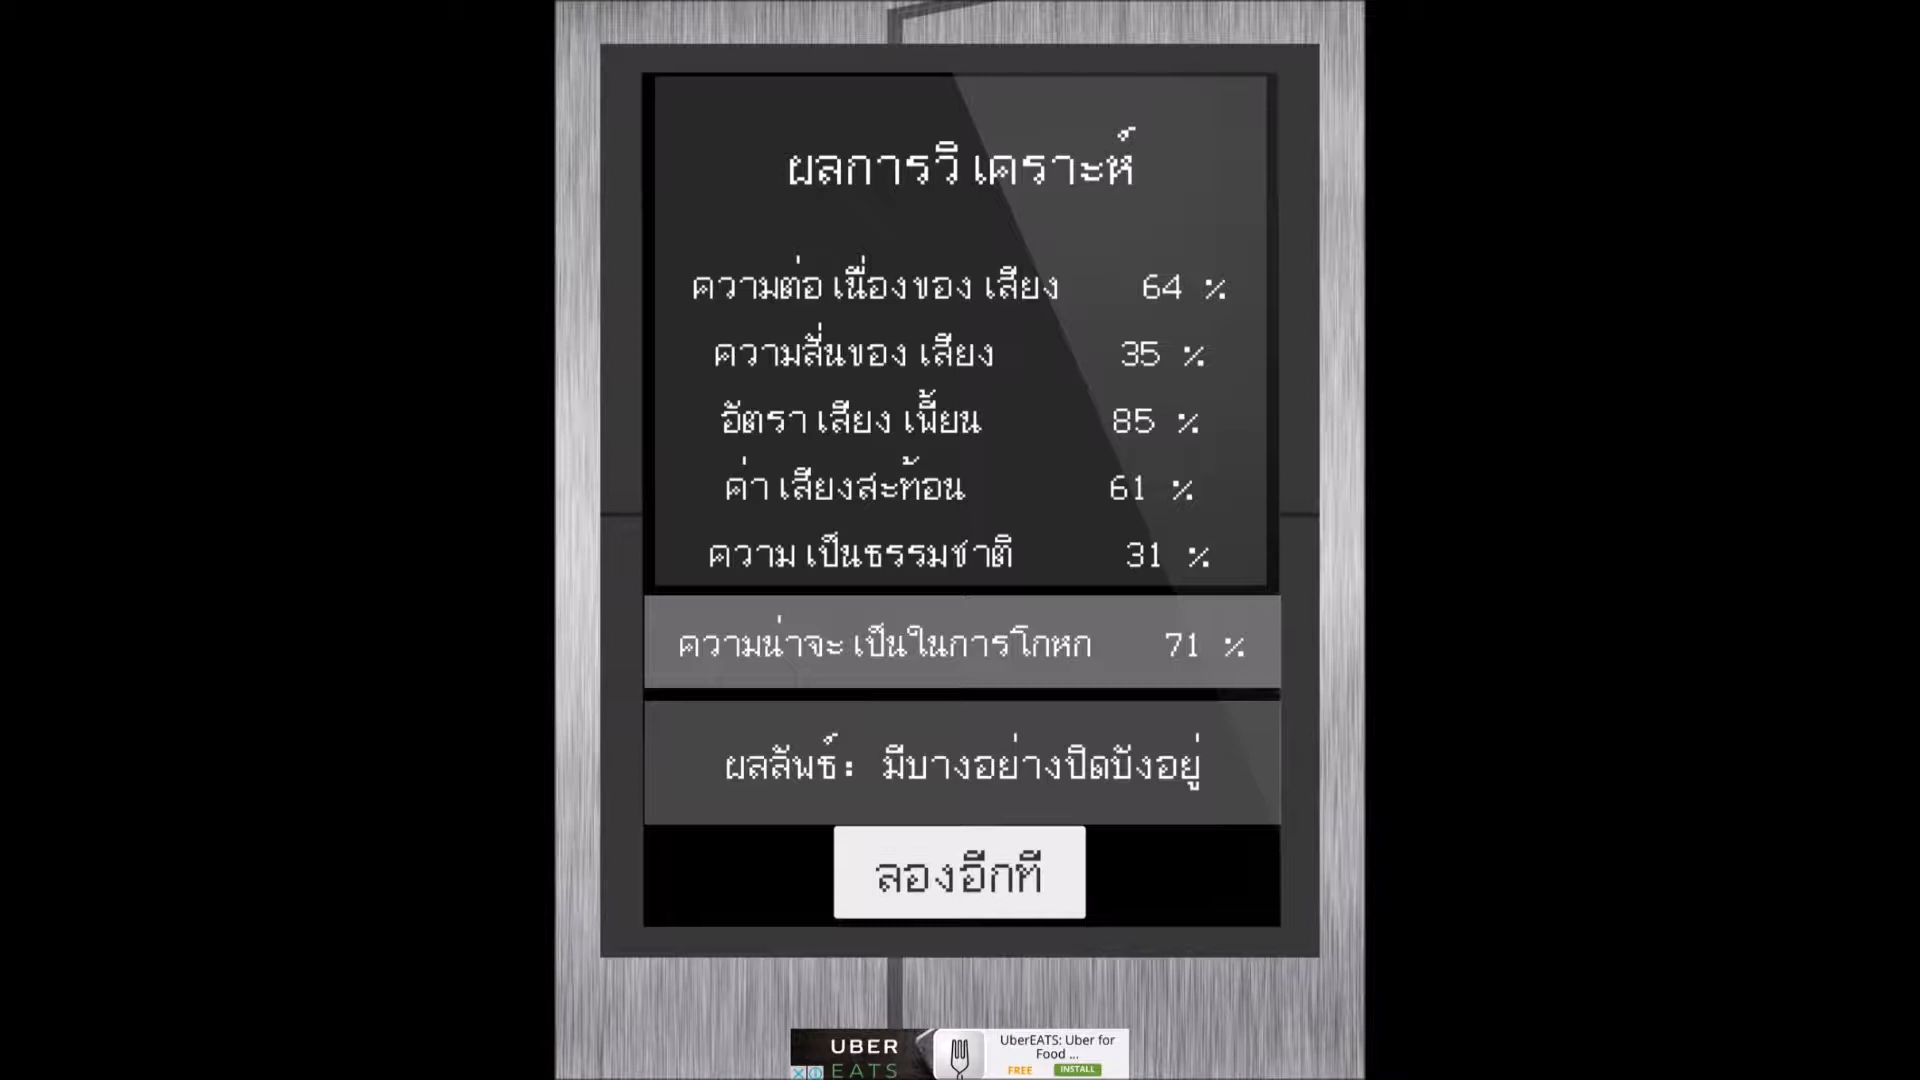 ผลการวิเคราะห์
ความต่อเนื่องของเสียง 64 %
ความสั่นของเสียง 35 %
อัตราเสียงเพี้ยน 85 %
ค่าเสียงสะท้อน 61 %
ความเป็นธรรมชาติ 31 %
ความน่าจะเป็นในการโกหก 71 %
ผลลัพธ์: มีบางอย่างปิดบังอยู่
ลองอีกที
UBER
EATS
UberEATS: Uber for
Food ...
FREE INSTALL